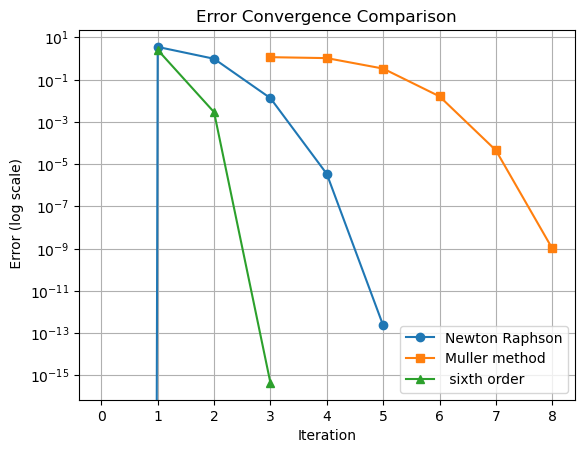 Error Convergence Comparison
Error (log scale)
10^1
10^-1
10^-3
10^-5
10^-7
10^-9
10^-11
10^-13
10^-15
0 1 2 3 4 5 6 7 8
Iteration
Newton Raphson
Muller method
sixth order